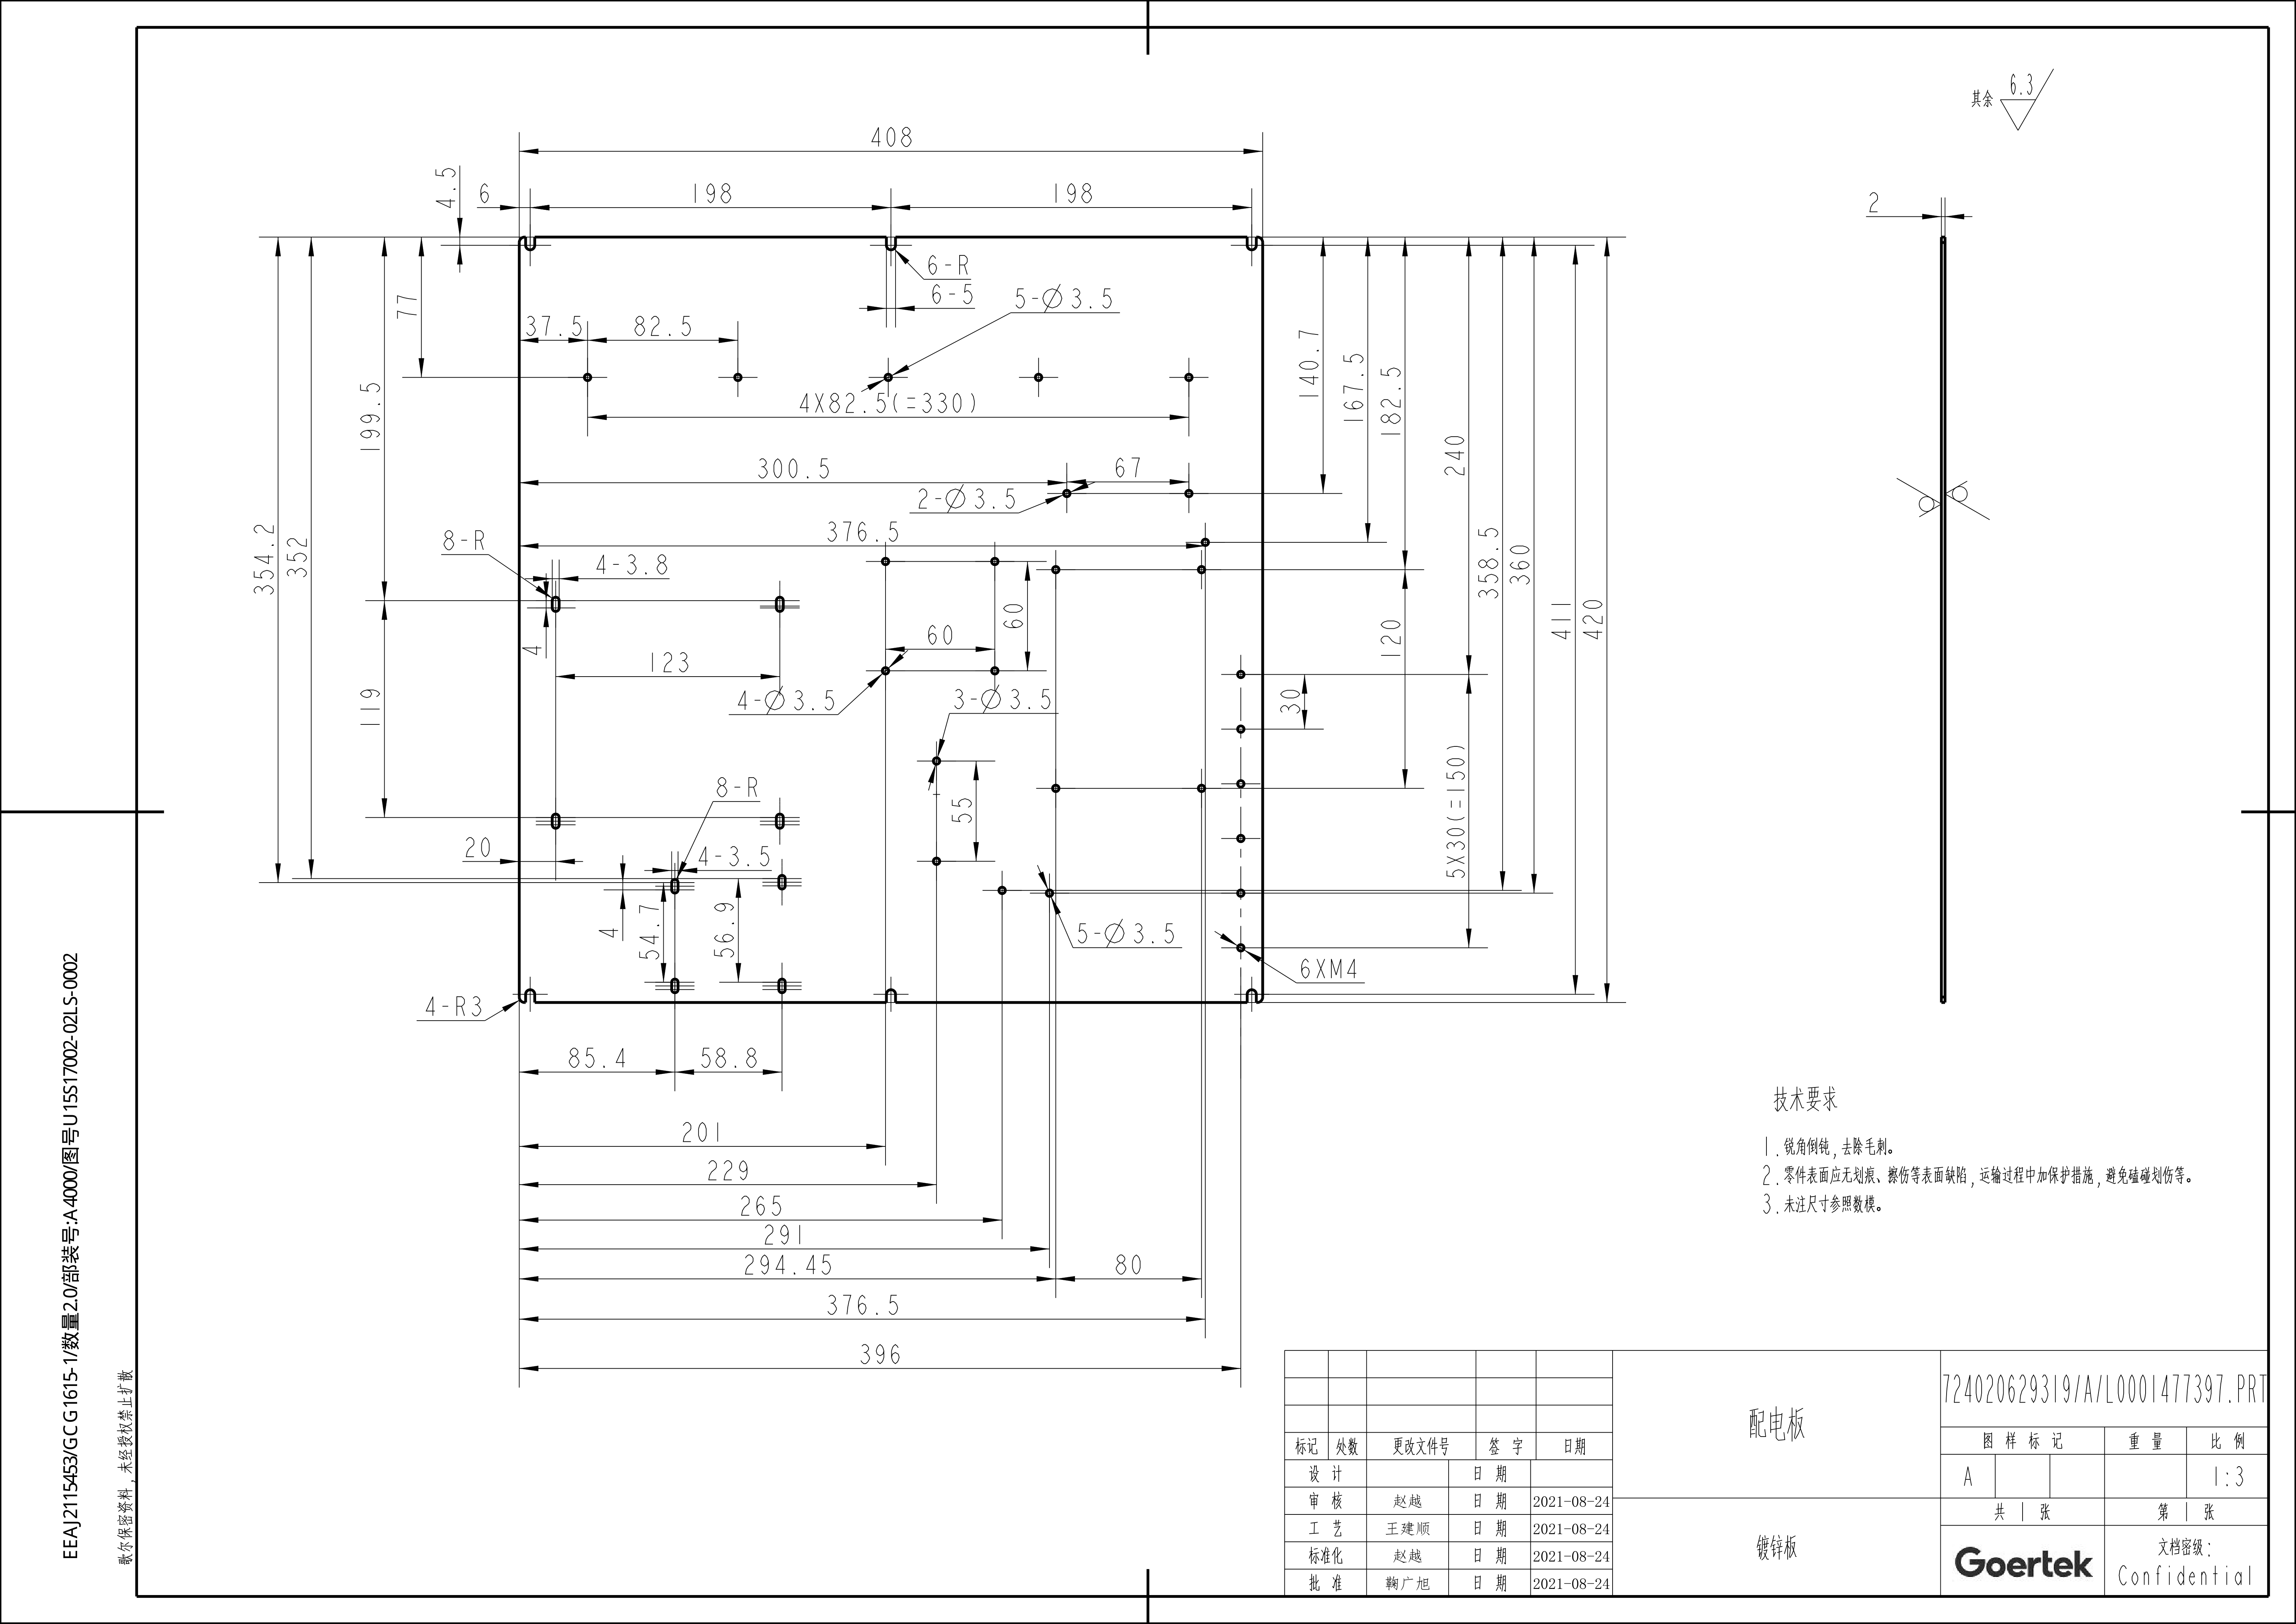 其余 6.3
408
4.5
6
198
198
2
6-R
6-5
77
5-∅3.5
37.5
82.5
140.7
167.5
182.5
199.5
4X82.5(=330)
240
300.5
67
2-∅3.5
354.2
352
376.5
8-R
4-3.8
358.5
360
411
420
60
60
120
4
123
119
4-∅3.5
3-∅3.5
30
5X30(=150)
8-R
55
20
4-3.5
4
54.7
56.9
5-∅3.5
6XM4
4-R3
85.4
58.8
201
229
265
291
294.45
80
376.5
396
技术要求
1.锐角倒钝,去除毛刺。
2.零件表面应无划痕、擦伤等表面缺陷,运输过程中加保护措施,避免磕碰划伤等。
3.未注尺寸参照数模。
EEAJ2115453/GCG1615-1/数量2.0/部装号:A4000/图号U15S17002-02LS-0002
歌尔保密资料,未经授权禁止扩散
标记 处数 更改文件号 签 字 日期
设 计 日 期
审 核 赵越 日 期 2021-08-24
工 艺 王建顺 日 期 2021-08-24
标准化 赵越 日 期 2021-08-24
批 准 鞠广旭 日 期 2021-08-24
配电板
镀锌板
724020629319/A/L0001477397.PRT
图 样 标 记 重 量 比 例
A 1:3
共 1 张 第 1 张
Goertek
文档密级:
Confidential